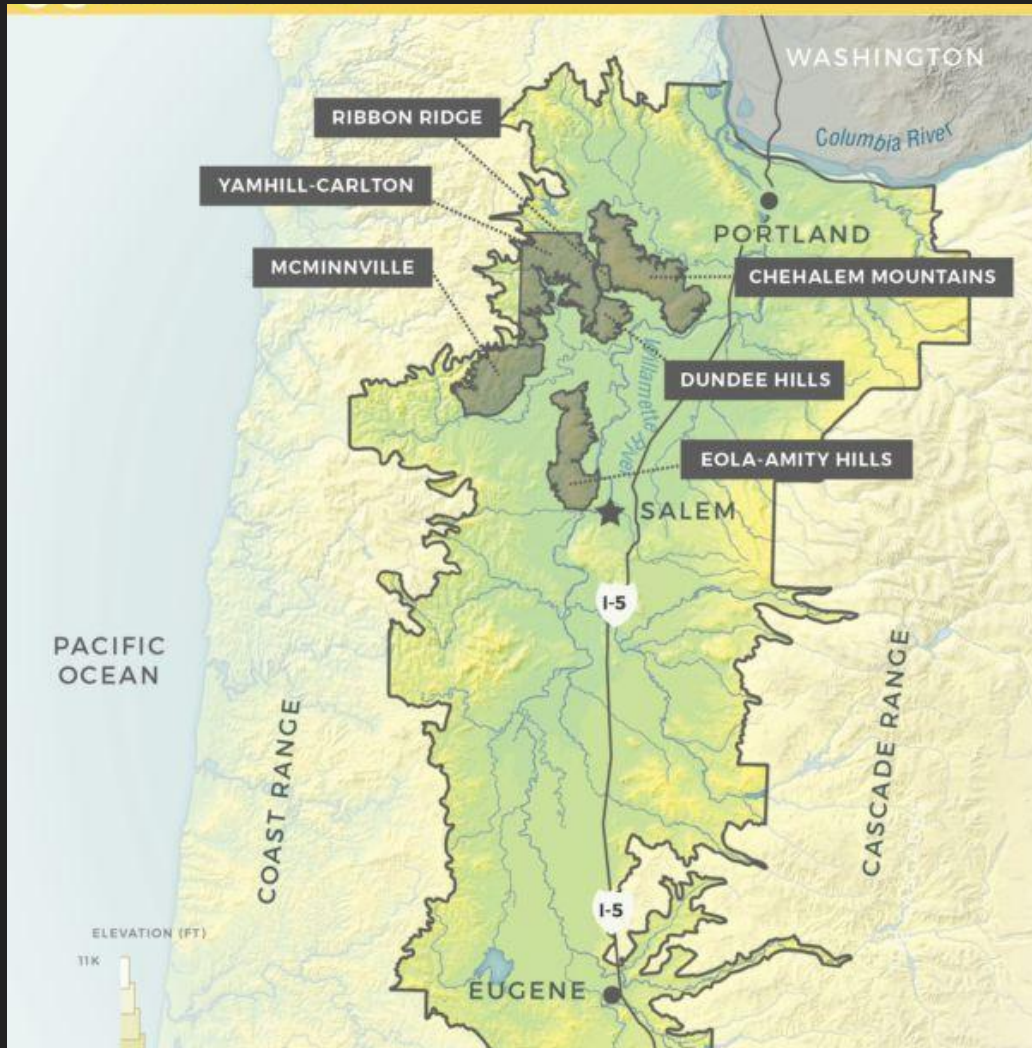 WASHINGTON
RIBBON RIDGE
Columbia River
YAMHILL-CARLTON
PORTLAND
MCMINNVILLE
CHEHALEM MOUNTAINS
Willamette River
DUNDEE HILLS
EOLA-AMITY HILLS
SALEM
I-5
PACIFIC
OCEAN
COAST RANGE
CASCADE RANGE
I-5
ELEVATION (FT)
11K
EUGENE